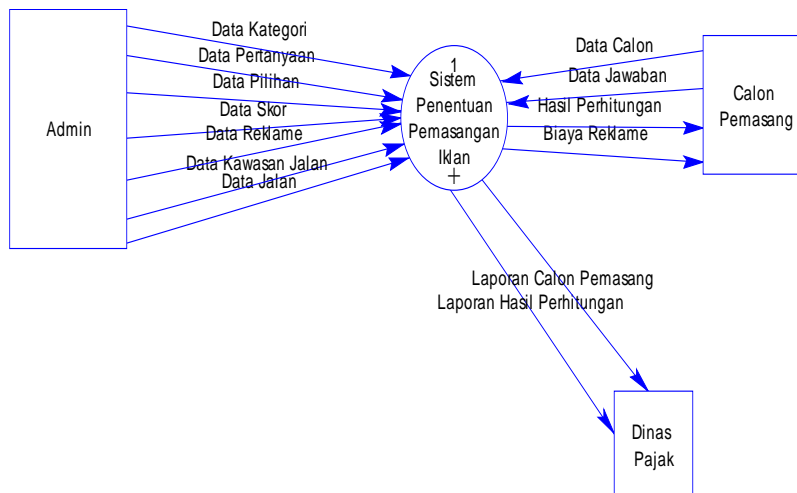 Admin
Data Kategori
Data Pertanyaan
Data Pilihan
Data Skor
Data Reklame
Data Kawasan Jalan
Data Jalan
1
Sistem
Penentuan
Pemasangan
Iklan
+
Data Calon
Data Jawaban
Hasil Perhitungan
Biaya Reklame
Calon
Pemasang
Laporan Calon Pemasang
Laporan Hasil Perhitungan
Dinas
Pajak